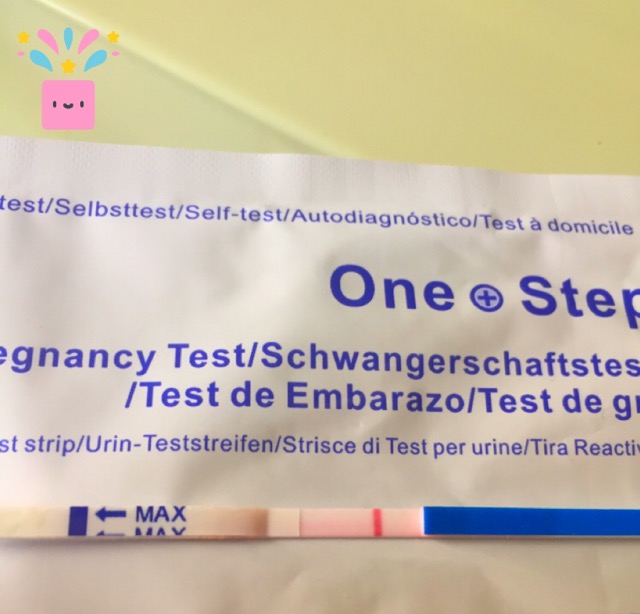 test/Selbsttest/Self-test/Autodiagnóstico/Test à domicile
One Step
egnancy Test/Schwangerschaftstes
/Test de Embarazo/Test de gr
st strip/Urin-Teststreifen/Strisce di Test per urine/Tira Reactiv
MAX
MAX